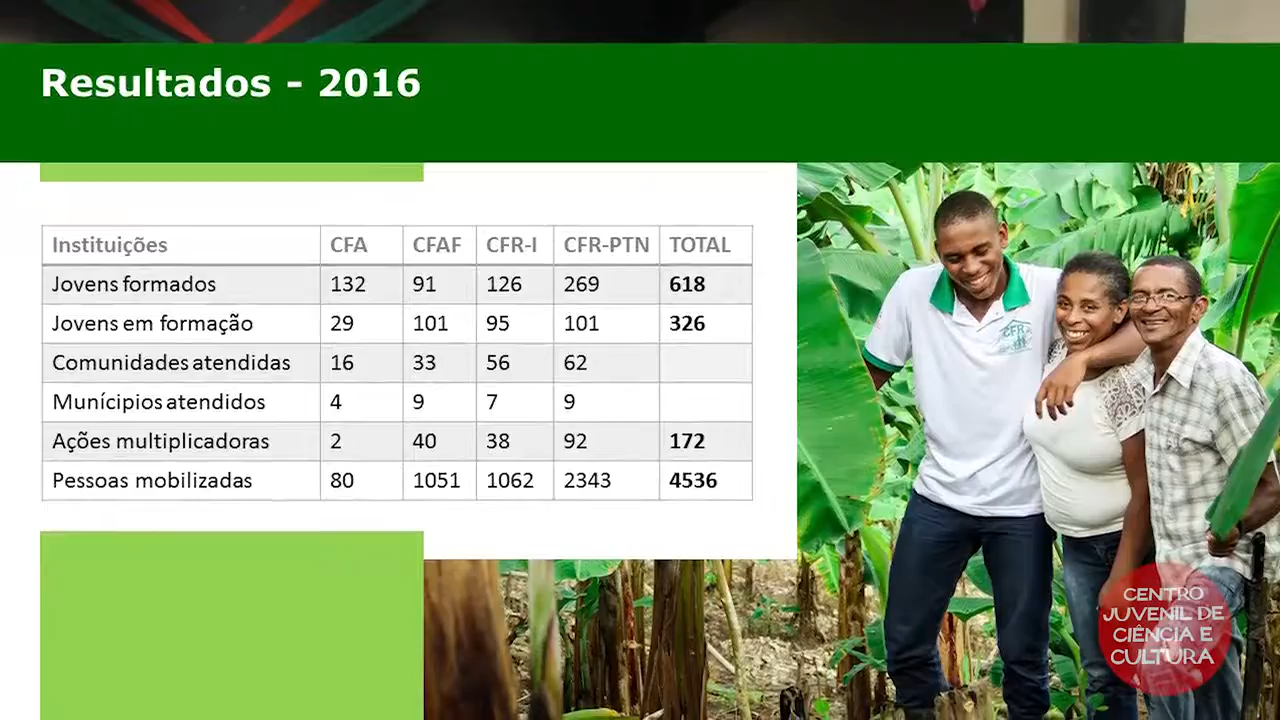 Resultados - 2016
Instituições CFA CFAF CFR-I CFR-PTN TOTAL
Jovens formados 132 91 126 269 618
Jovens em formação 29 101 95 101 326
Comunidades atendidas 16 33 56 62
Munícipios atendidos 4 9 7 9
Ações multiplicadoras 2 40 38 92 172
Pessoas mobilizadas 80 1051 1062 2343 4536
CFR
CENTRO
JUVENIL DE
CIÊNCIA E
CULTURA